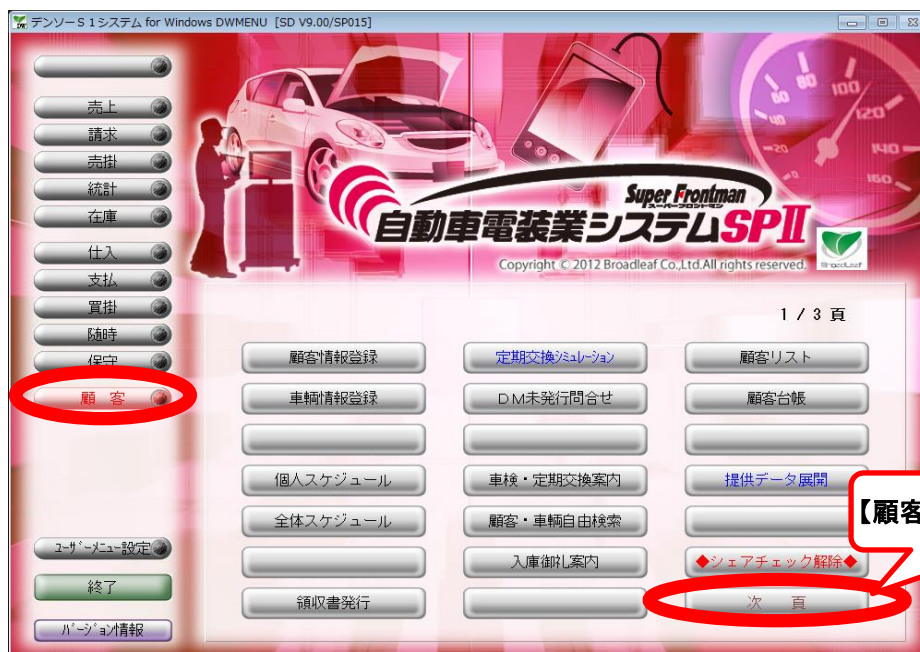 デンソーS1システム for Windows DWMENU [SD V9.00/SP015]
売上
請求
売掛
統計
在庫
仕入
支払
買掛
随時
保守
顧 客
ユーザーメニュー設定
終了
バージョン情報
Super Frontman
スーパーフロントマン
自動車電装業システムSPⅡ
Copyright © 2012 Broadleaf Co.,Ltd.All rights reserved.
BroadLeaf
1 / 3 頁
顧客情報登録 定期交換シミュレーション 顧客リスト
車輌情報登録 DM未発行問合せ 顧客台帳
個人スケジュール 車検・定期交換案内 提供データ展開
全体スケジュール 顧客・車輌自由検索
入庫御礼案内 ◆シェアチェック解除◆
領収書発行 次 頁
【顧客
80
100
120
140
160
-20